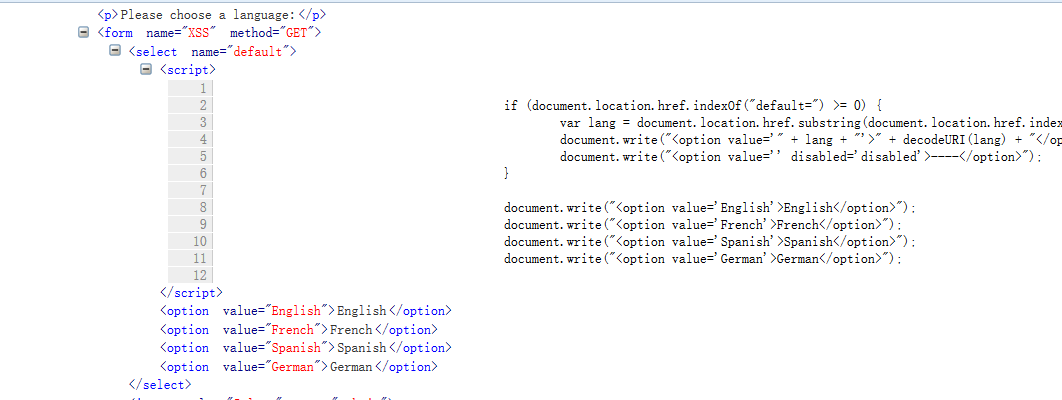 <p>Please choose a language:</p>
<form name="XSS" method="GET">
<select name="default">
<script>
1
2 if (document.location.href.indexOf("default=") >= 0) {
3 var lang = document.location.href.substring(document.location.href.index
4 document.write("<option value='" + lang + "'>" + decodeURI(lang) + "</op
5 document.write("<option value='' disabled='disabled'>----</option>");
6 }
7
8 document.write("<option value='English'>English</option>");
9 document.write("<option value='French'>French</option>");
10 document.write("<option value='Spanish'>Spanish</option>");
11 document.write("<option value='German'>German</option>");
12
</script>
<option value="English">English</option>
<option value="French">French</option>
<option value="Spanish">Spanish</option>
<option value="German">German</option>
</select>